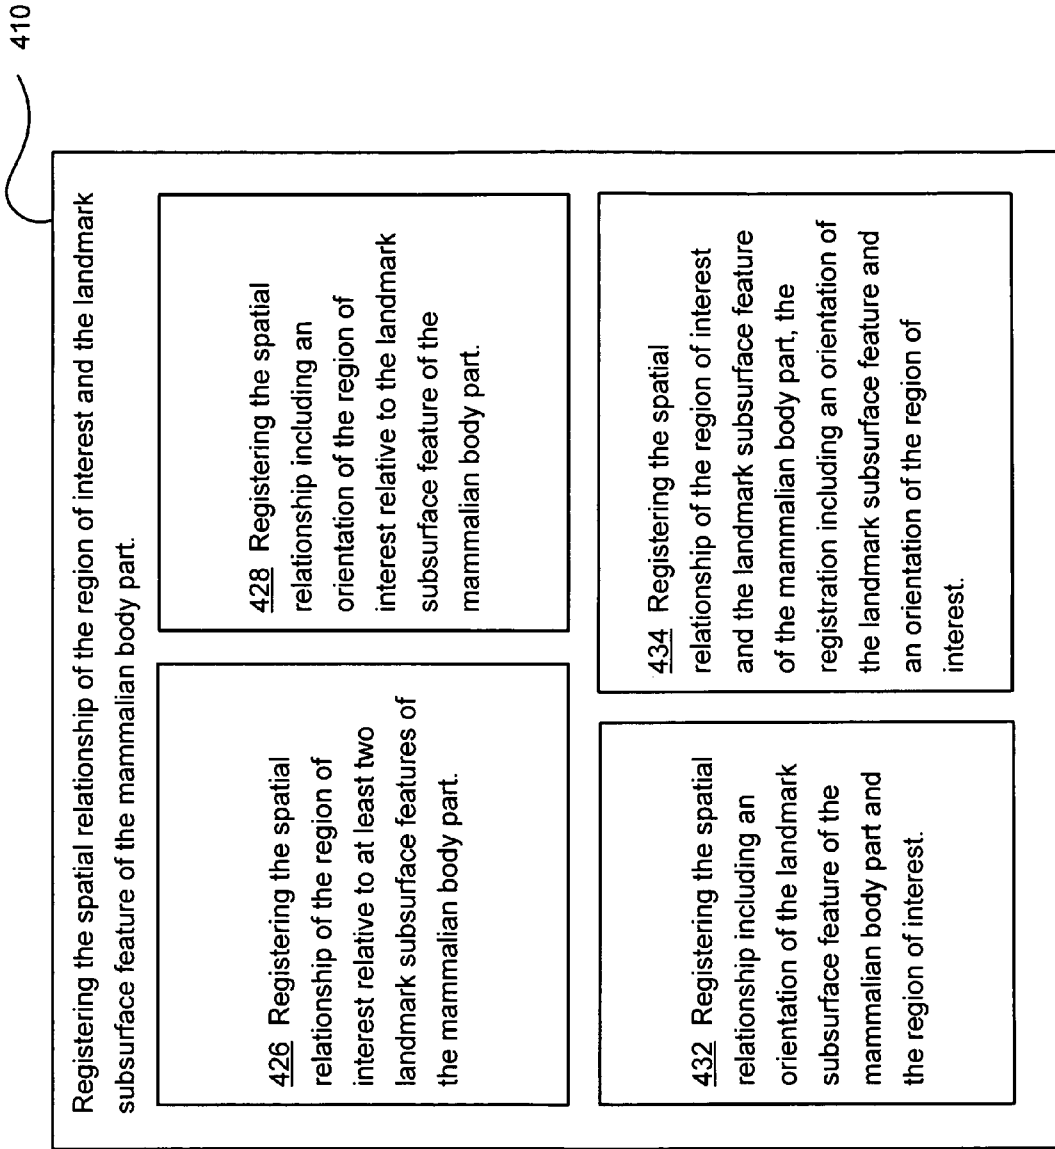 410
Registering the spatial relationship of the region of interest and the landmark
subsurface feature of the mammalian body part.
426 Registering the spatial
relationship of the region of
interest relative to at least two
landmark subsurface features of
the mammalian body part.
428 Registering the spatial
relationship including an
orientation of the region of
interest relative to the landmark
subsurface feature of the
mammalian body part.
432 Registering the spatial
relationship including an
orientation of the landmark
subsurface feature of the
mammalian body part and
the region of interest.
434 Registering the spatial
relationship of the region of interest
and the landmark subsurface feature
of the mammalian body part, the
registration including an orientation of
the landmark subsurface feature and
an orientation of the region of
interest.